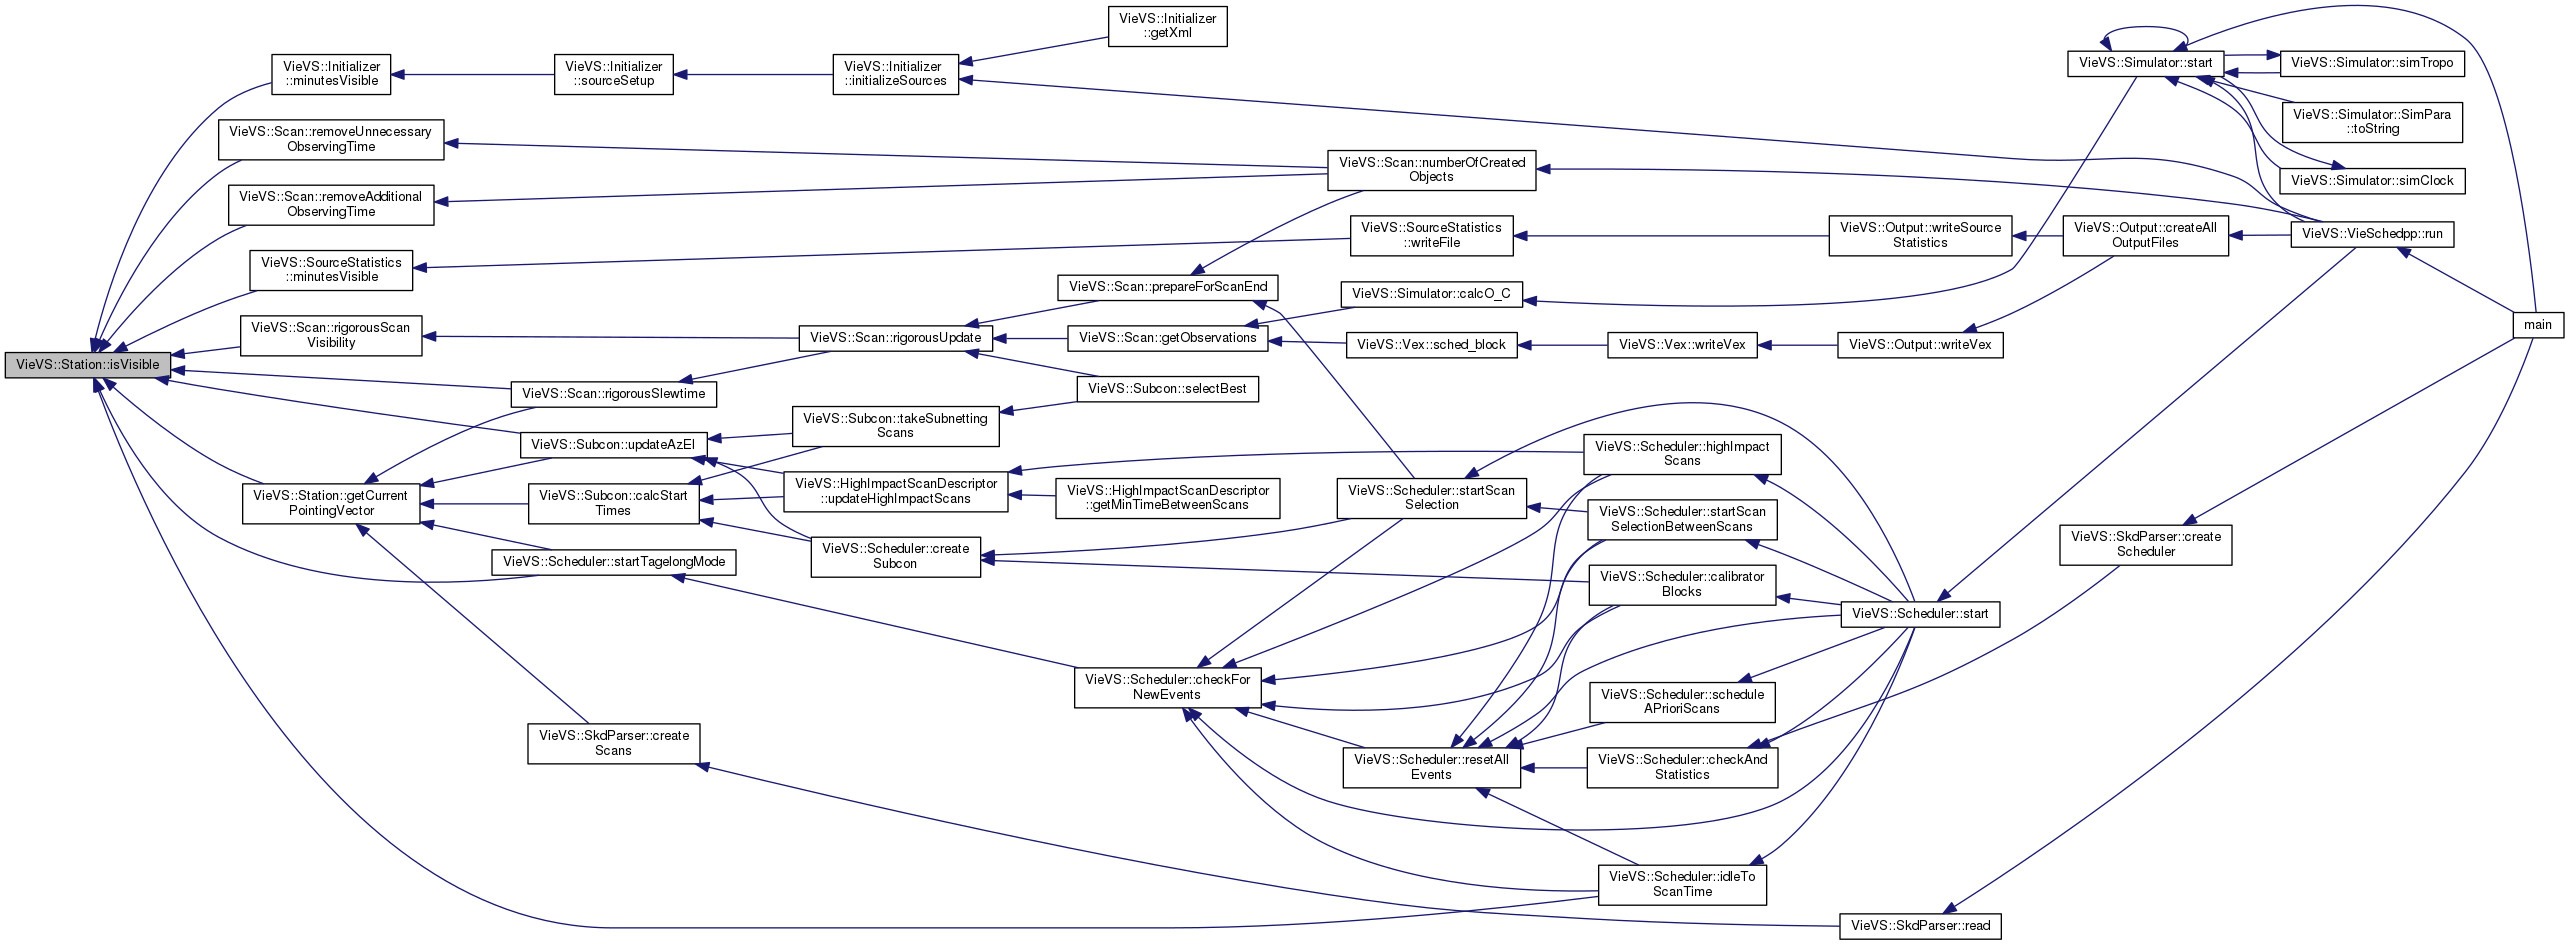 VieVS::Station::isVisible
VieVS::Initializer
::minutesVisible
VieVS::Scan::removeUnnecessary
ObservingTime
VieVS::Scan::removeAdditional
ObservingTime
VieVS::SourceStatistics
::minutesVisible
VieVS::Scan::rigorousScan
Visibility
VieVS::Station::getCurrent
PointingVector
VieVS::Initializer
::sourceSetup
VieVS::Scan::rigorousSlewtime
VieVS::Subcon::updateAzEl
VieVS::Subcon::calcStart
Times
VieVS::Scheduler::startTagelongMode
VieVS::SkdParser::create
Scans
VieVS::Initializer
::initializeSources
VieVS::Scan::rigorousUpdate
VieVS::Subcon::takeSubnetting
Scans
VieVS::HighImpactScanDescriptor
::updateHighImpactScans
VieVS::Scheduler::create
Subcon
VieVS::Initializer
::getXml
VieVS::Scan::prepareForScanEnd
VieVS::Scan::getObservations
VieVS::Subcon::selectBest
VieVS::HighImpactScanDescriptor
::getMinTimeBetweenScans
VieVS::Scheduler::checkFor
NewEvents
VieVS::Scan::numberOfCreated
Objects
VieVS::SourceStatistics
::writeFile
VieVS::Simulator::calcO_C
VieVS::Vex::sched_block
VieVS::Scheduler::startScan
Selection
VieVS::Scheduler::resetAll
Events
VieVS::Vex::writeVex
VieVS::Scheduler::highImpact
Scans
VieVS::Scheduler::startScan
SelectionBetweenScans
VieVS::Scheduler::calibrator
Blocks
VieVS::Scheduler::schedule
APrioriScans
VieVS::Scheduler::checkAnd
Statistics
VieVS::Scheduler::idleTo
ScanTime
VieVS::Output::writeSource
Statistics
VieVS::Output::writeVex
VieVS::Scheduler::start
VieVS::SkdParser::read
VieVS::Simulator::start
VieVS::Output::createAll
OutputFiles
VieVS::SkdParser::create
Scheduler
VieVS::Simulator::simTropo
VieVS::Simulator::SimPara
::toString
VieVS::Simulator::simClock
VieVS::VieSchedpp::run
main